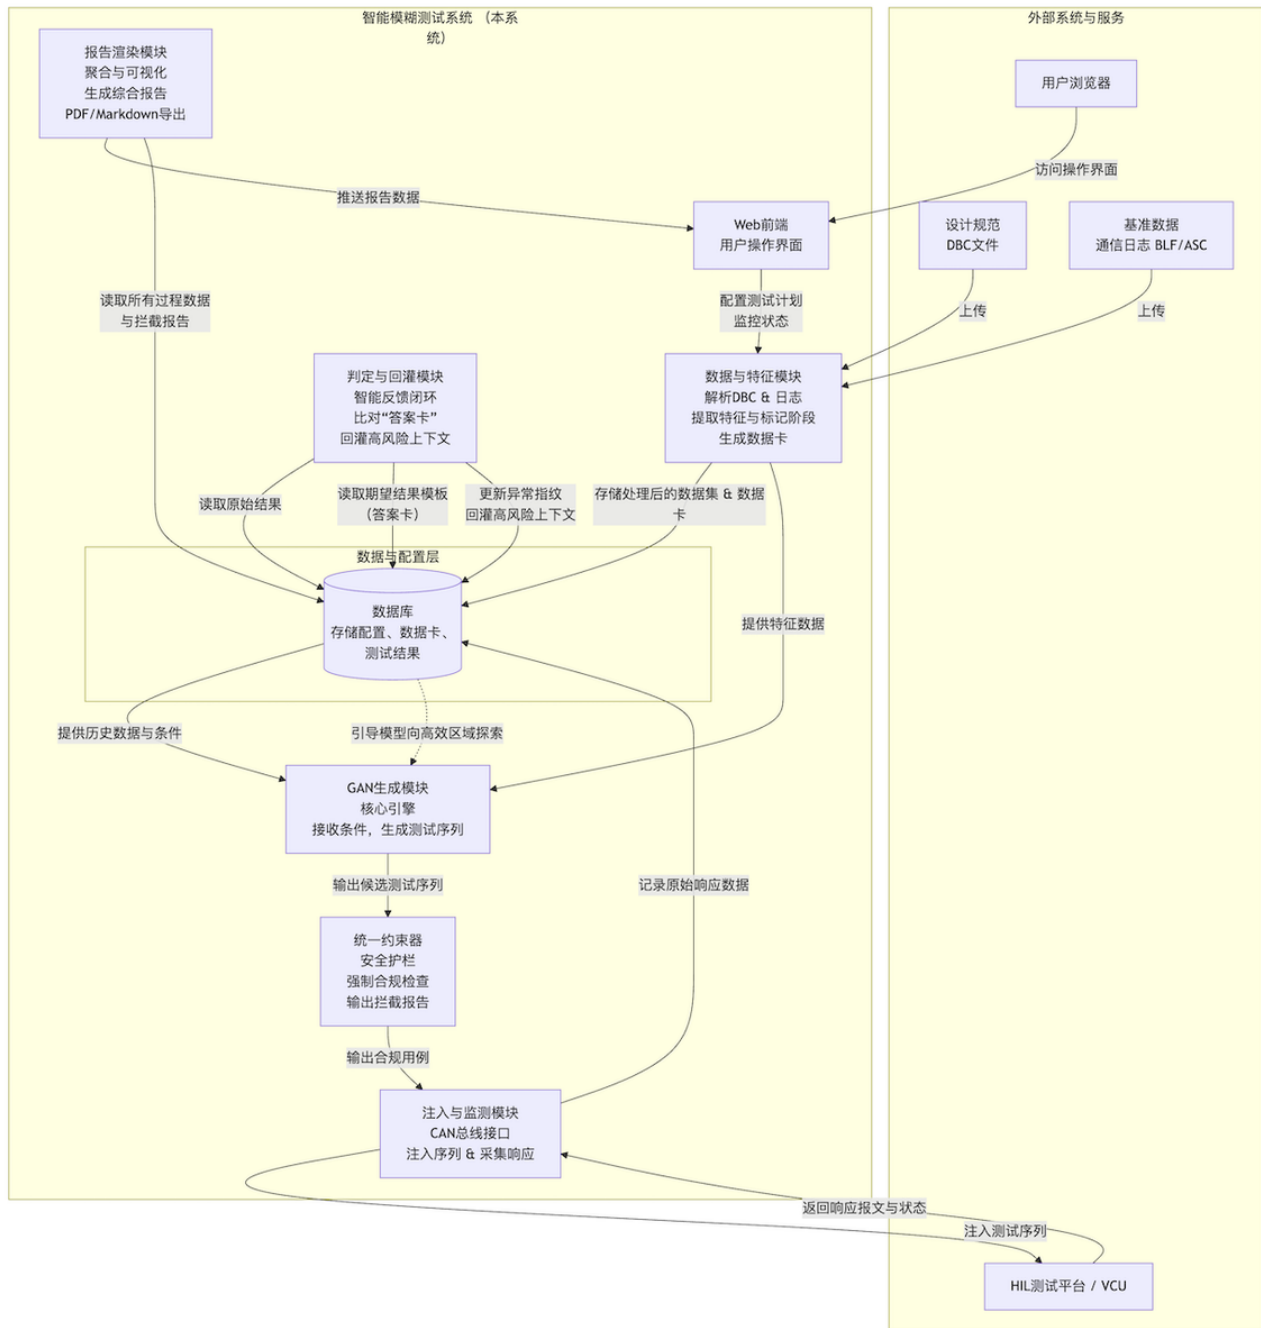 智能模糊测试系统 （本系
统）
外部系统与服务
报告渲染模块
聚合与可视化
生成综合报告
PDF/Markdown导出
用户浏览器
访问操作界面
推送报告数据
Web前端
用户操作界面
设计规范
DBC文件
基准数据
通信日志 BLF/ASC
读取所有过程数据
与拦截报告
配置测试计划
监控状态
上传
上传
判定与回灌模块
智能反馈闭环
比对“答案卡”
回灌高风险上下文
数据与特征模块
解析DBC & 日志
提取特征与标记阶段
生成数据卡
读取原始结果
读取期望结果模板
（答案卡）
更新异常指纹
回灌高风险上下文
存储处理后的数据集 & 数据
卡
数据与配置层
数据库
存储配置、数据卡、
测试结果
提供特征数据
提供历史数据与条件
引导模型向高效区域探索
GAN生成模块
核心引擎
接收条件，生成测试序列
输出候选测试序列
记录原始响应数据
统一约束器
安全护栏
强制合规检查
输出拦截报告
输出合规用例
注入与监测模块
CAN总线接口
注入序列 & 采集响应
返回响应报文与状态
注入测试序列
HIL测试平台 / VCU